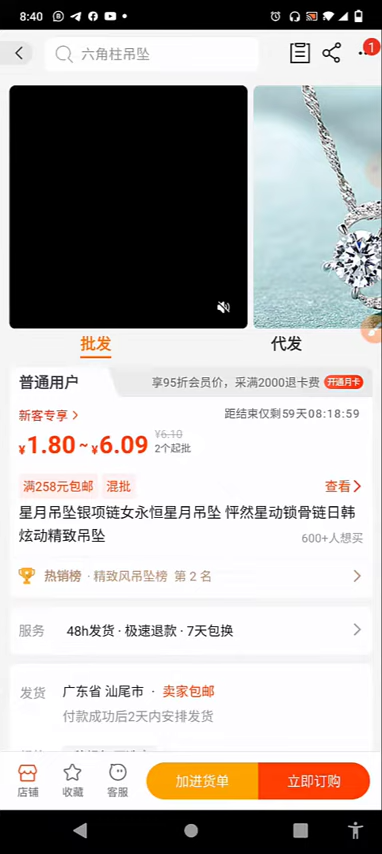 8:40
六角柱吊坠
1
批发
代发
普通用户
享95折会员价，采满2000退卡费 开通月卡
新客专享
距结束仅剩59天08:18:59
¥1.80~¥6.09 ¥6.10
2个起批
满258元包邮 混批 查看
星月吊坠银项链女永恒星月吊坠 怦然星动锁骨链日韩
炫动精致吊坠
600+人想买
热销榜 · 精致风吊坠榜 第 2 名
服务 48h发货 · 极速退款 · 7天包换
发货 广东省 汕尾市 · 卖家包邮
付款成功后2天内安排发货
店铺
收藏
客服
加进货单
立即订购